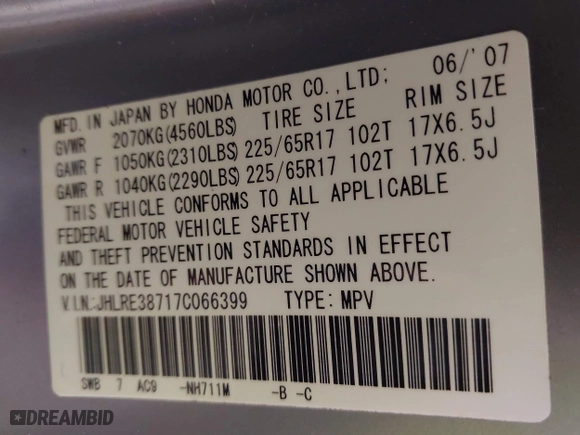 MFD. IN JAPAN BY HONDA MOTOR CO., LTD; 06/'07
GVWR 2070KG(4560LBS) TIRE SIZE RIM SIZE
GAWR F 1050KG(2310LBS) 225/65R17 102T 17X6.5J
GAWR R 1040KG(2290LBS) 225/65R17 102T 17X6.5J
THIS VEHICLE CONFORMS TO ALL APPLICABLE
FEDERAL MOTOR VEHICLE SAFETY
AND THEFT PREVENTION STANDARDS IN EFFECT
ON THE DATE OF MANUFACTURE SHOWN ABOVE.
V.I.N.:JHLRE38717C066399 TYPE: MPV
SWB 7 AC9 -NH711M -B -C
DREAMBID